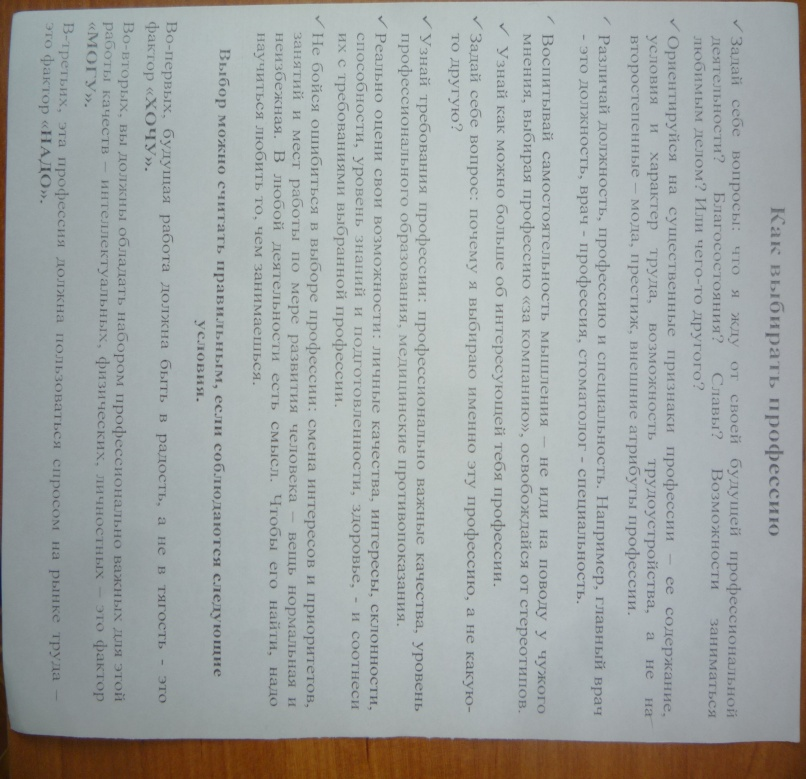 Как выбирать профессию
✓ Задай себе вопросы: что я жду от своей будущей профессиональной
деятельности? Благосостояния? Славы? Возможности заниматься
любимым делом? Или чего-то другого?
✓ Ориентируйся на существенные признаки профессии – ее содержание,
условия и характер труда, возможность трудоустройства, а не на
второстепенные – мода, престиж, внешние атрибуты профессии.
✓ Различай должность, профессию и специальность. Например, главный врач
- это должность, врач - профессия, стоматолог - специальность.
✓ Воспитывай самостоятельность мышления – не иди на поводу у чужого
мнения, выбирая профессию «за компанию», освобождайся от стереотипов.
✓ Узнай как можно больше об интересующей тебя профессии.
✓ Задай себе вопрос: почему я выбираю именно эту профессию, а не какую-
то другую?
✓ Узнай требования профессии: профессионально важные качества, уровень
профессионального образования, медицинские противопоказания.
✓ Реально оцени свои возможности: личные качества, интересы, склонности,
способности, уровень знаний и подготовленности, здоровье, - и соотнеси
их с требованиями выбранной профессии.
✓ Не бойся ошибиться в выборе профессии: смена интересов и приоритетов,
занятий и мест работы по мере развития человека – вещь нормальная и
неизбежная. В любой деятельности есть смысл. Чтобы его найти, надо
научиться любить то, чем занимаешься.
Выбор можно считать правильным, если соблюдаются следующие
условия.
Во-первых, будущая работа должна быть в радость, а не в тягость - это
фактор «ХОЧУ».
Во-вторых, вы должны обладать набором профессионально важных для этой
работы качеств – интеллектуальных, физических, личностных – это фактор
«МОГУ».
В-третьих, эта профессия должна пользоваться спросом на рынке труда –
это фактор «НАДО».